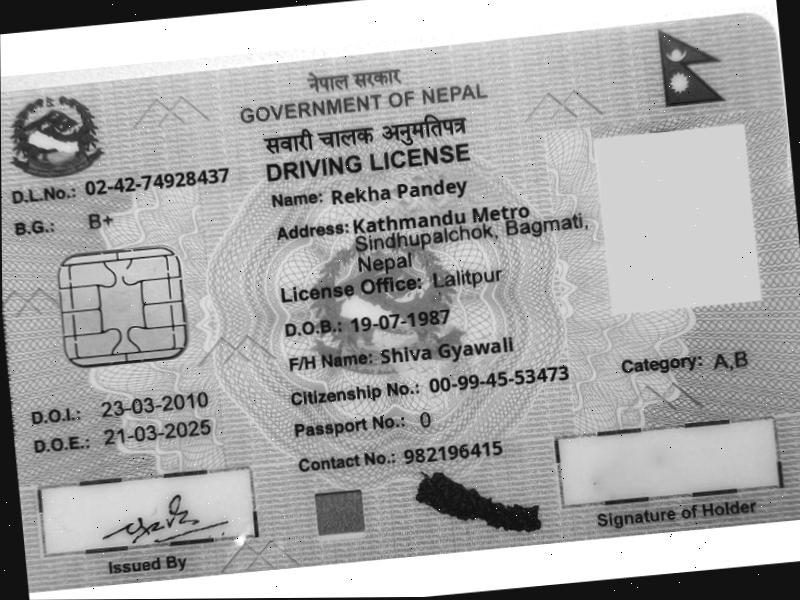 नेपाल सरकार
GOVERNMENT OF NEPAL
सवारी चालक अनुमतिपत्र
DRIVING LICENSE
D.L.No.: 02-42-74928437
B.G.: B+
Name: Rekha Pandey
Address: Kathmandu Metro
Sindhupalchok, Bagmati,
Nepal
License Office: Lalitpur
D.O.B.: 19-07-1987
F/H Name: Shiva Gyawali
Citizenship No.: 00-99-45-53473
Category: A,B
D.O.I.: 23-03-2010
Passport No.: 0
D.O.E.: 21-03-2025
Contact No.: 982196415
Issued By
Signature of Holder